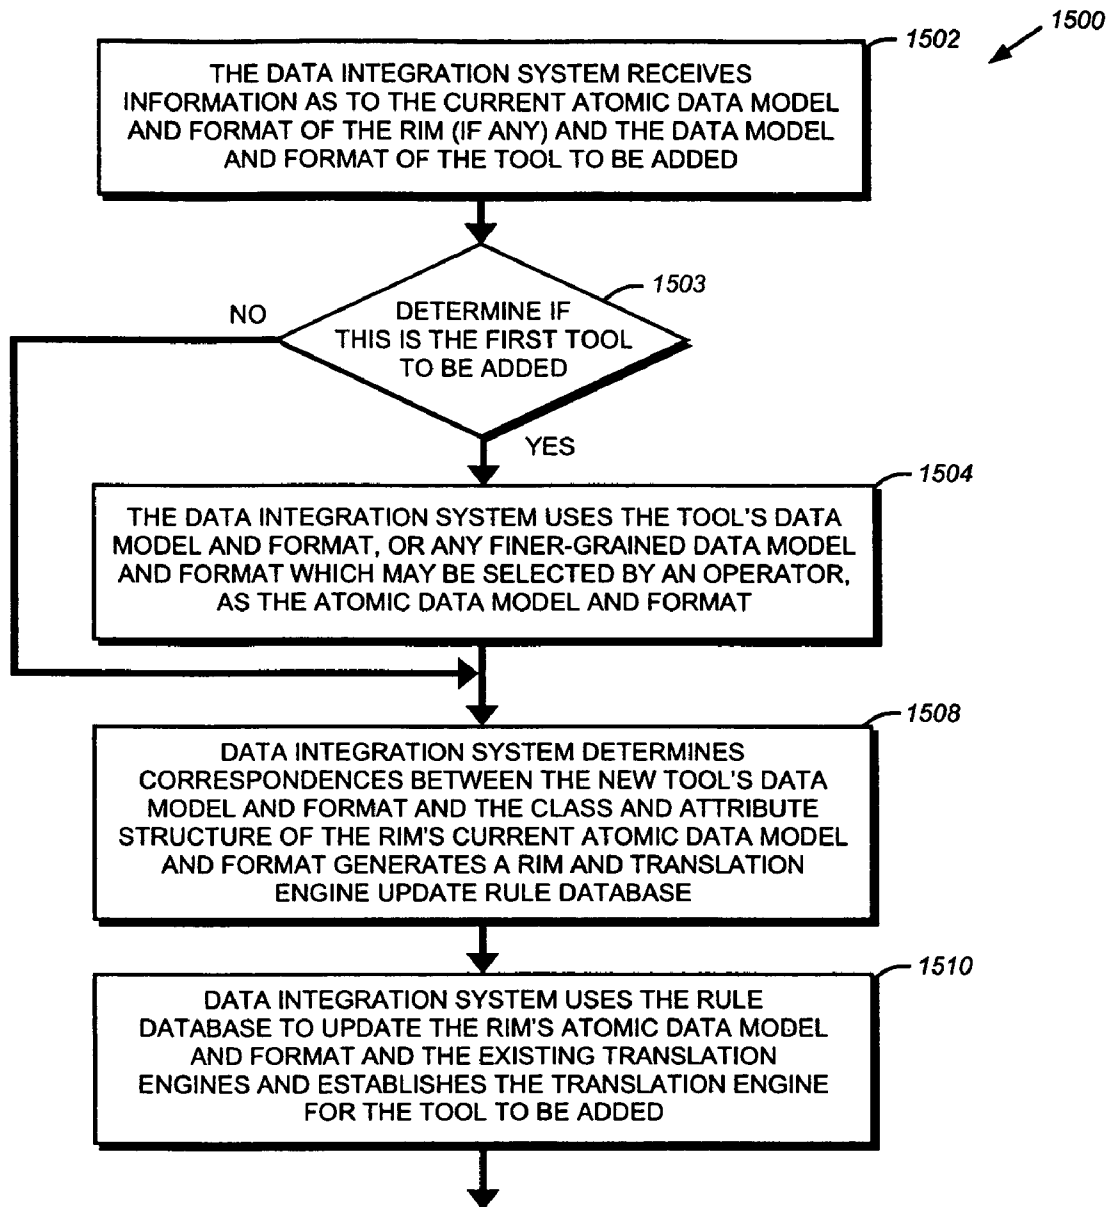 1500
1502
THE DATA INTEGRATION SYSTEM RECEIVES
INFORMATION AS TO THE CURRENT ATOMIC DATA MODEL
AND FORMAT OF THE RIM (IF ANY) AND THE DATA MODEL
AND FORMAT OF THE TOOL TO BE ADDED
1503
NO
DETERMINE IF
THIS IS THE FIRST TOOL
TO BE ADDED
YES
1504
THE DATA INTEGRATION SYSTEM USES THE TOOL'S DATA
MODEL AND FORMAT, OR ANY FINER-GRAINED DATA MODEL
AND FORMAT WHICH MAY BE SELECTED BY AN OPERATOR,
AS THE ATOMIC DATA MODEL AND FORMAT
1508
DATA INTEGRATION SYSTEM DETERMINES
CORRESPONDENCES BETWEEN THE NEW TOOL'S DATA
MODEL AND FORMAT AND THE CLASS AND ATTRIBUTE
STRUCTURE OF THE RIM'S CURRENT ATOMIC DATA MODEL
AND FORMAT GENERATES A RIM AND TRANSLATION
ENGINE UPDATE RULE DATABASE
1510
DATA INTEGRATION SYSTEM USES THE RULE
DATABASE TO UPDATE THE RIM'S ATOMIC DATA MODEL
AND FORMAT AND THE EXISTING TRANSLATION
ENGINES AND ESTABLISHES THE TRANSLATION ENGINE
FOR THE TOOL TO BE ADDED